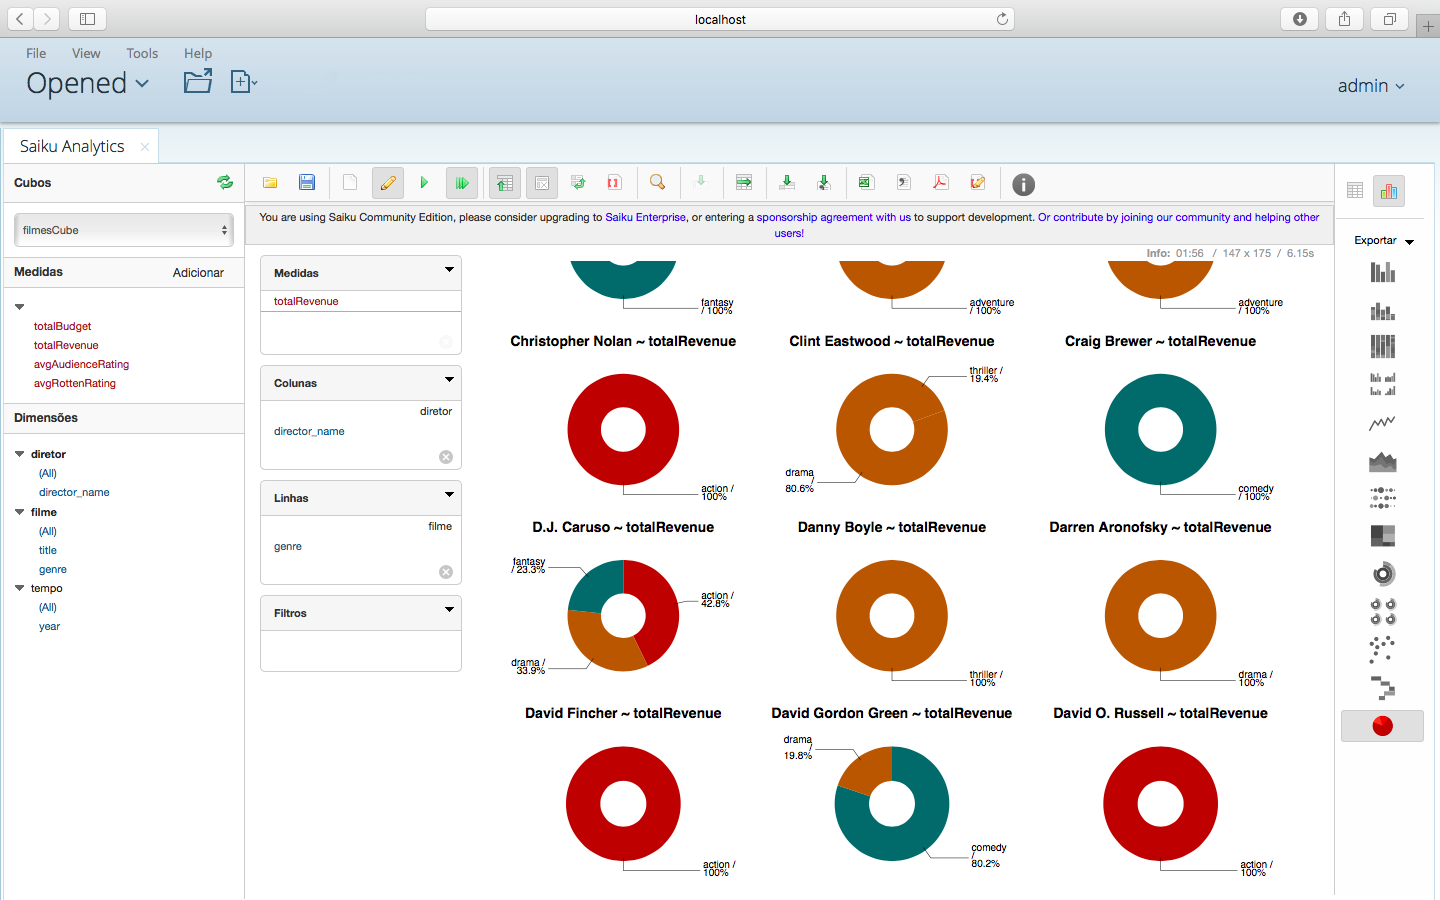 localhost
File View Tools Help
Opened
admin
Saiku Analytics
Cubos
filmesCube
Medidas Adicionar
totalBudget
totalRevenue
avgAudienceRating
avgRottenRating
Dimensões
diretor
(All)
director_name
filme
(All)
title
genre
tempo
(All)
year
You are using Saiku Community Edition, please consider upgrading to Saiku Enterprise, or entering a sponsorship agreement with us to support development. Or contribute by joining our community and helping other
users!
Info: 01:56 / 147 x 175 / 6.15s
Medidas
totalRevenue
Colunas
diretor
director_name
Linhas
filme
genre
Filtros
fantasy
/ 100%
adventure
/ 100%
adventure
/ 100%
Christopher Nolan ~ totalRevenue
action /
100%
Clint Eastwood ~ totalRevenue
thriller /
19.4%
drama
/
80.6%
Craig Brewer ~ totalRevenue
comedy
/ 100%
D.J. Caruso ~ totalRevenue
fantasy
/ 23.3%
action /
42.8%
drama /
33.9%
Danny Boyle ~ totalRevenue
thriller /
100%
Darren Aronofsky ~ totalRevenue
drama /
100%
David Fincher ~ totalRevenue
action /
100%
David Gordon Green ~ totalRevenue
drama
/
19.8%
comedy
/
80.2%
David O. Russell ~ totalRevenue
action /
100%
Exportar